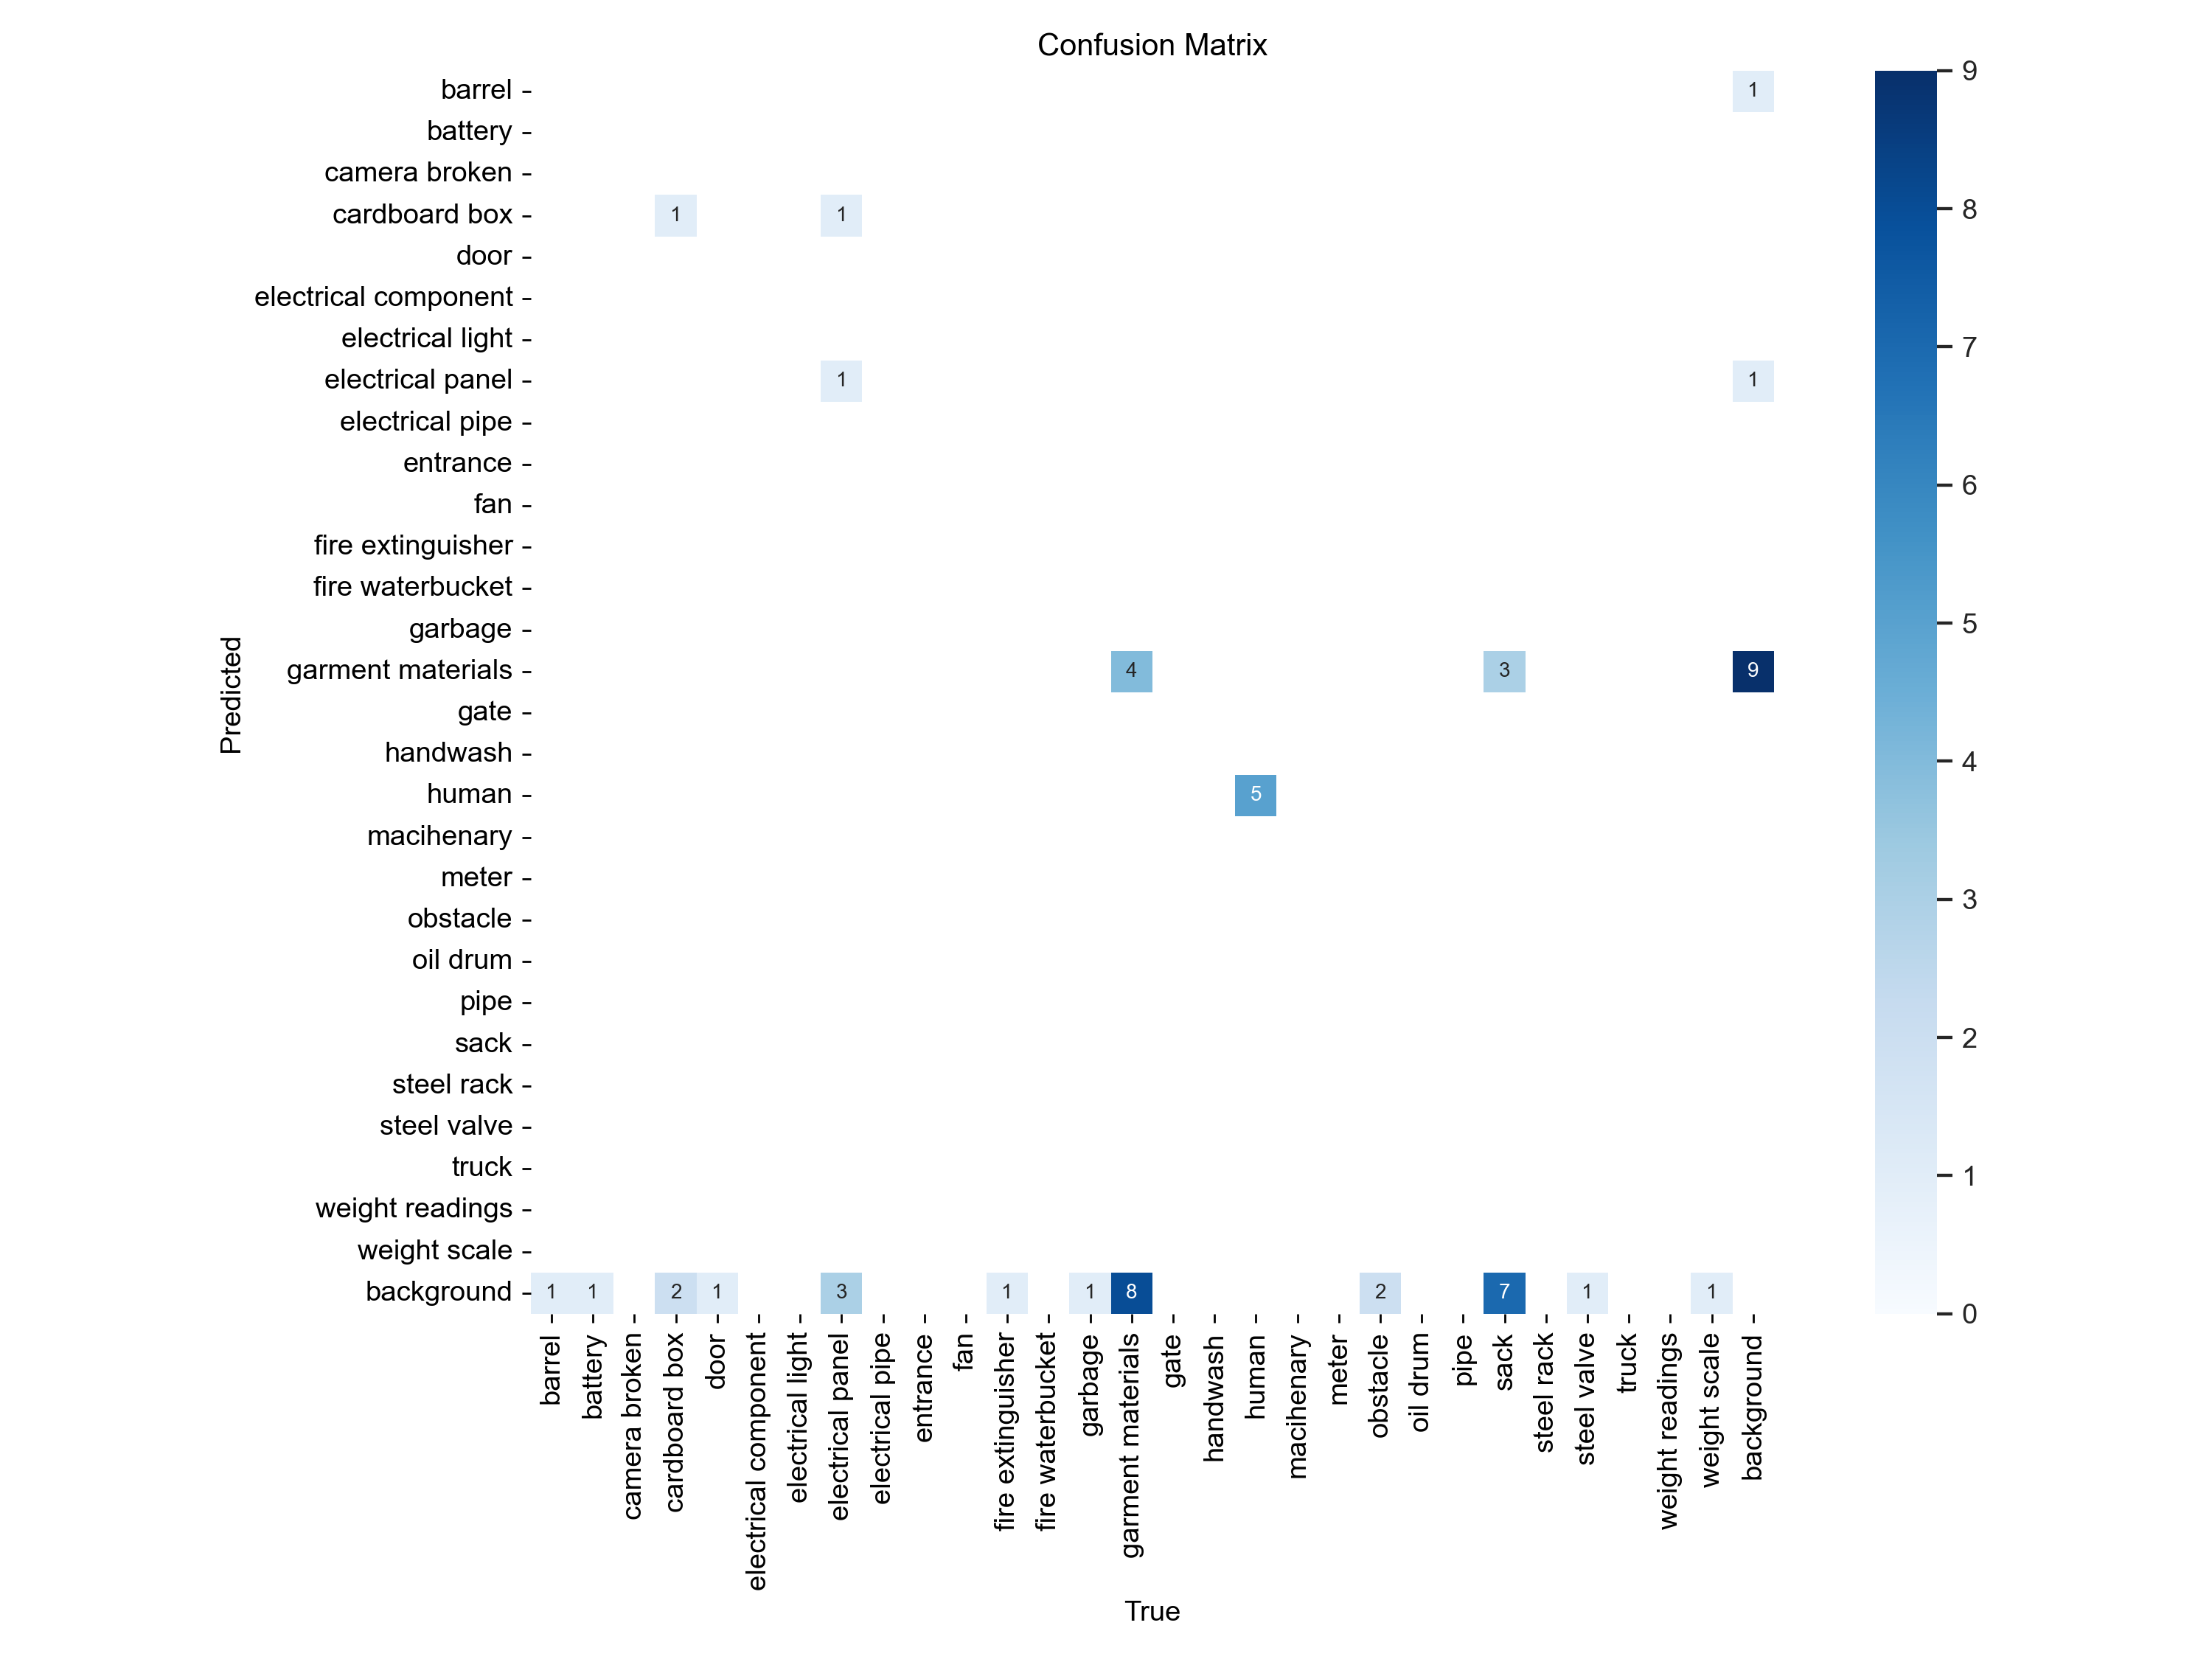 Confusion Matrix
barrel
battery
camera broken
cardboard box
door
electrical component
electrical light
electrical panel
electrical pipe
entrance
fan
fire extinguisher
fire waterbucket
garbage
garment materials
gate
handwash
human
macihenary
meter
obstacle
oil drum
pipe
sack
steel rack
steel valve
truck
weight readings
weight scale
background
Predicted
1
1 1
1 1
4 3 9
5
1 1 2 1 3 1 1 8 2 7 1 1
barrel
battery
camera broken
cardboard box
door
electrical component
electrical light
electrical panel
electrical pipe
entrance
fan
fire extinguisher
fire waterbucket
garbage
garment materials
gate
handwash
human
macihenary
meter
obstacle
oil drum
pipe
sack
steel rack
steel valve
truck
weight readings
weight scale
background
True
9
8
7
6
5
4
3
2
1
0